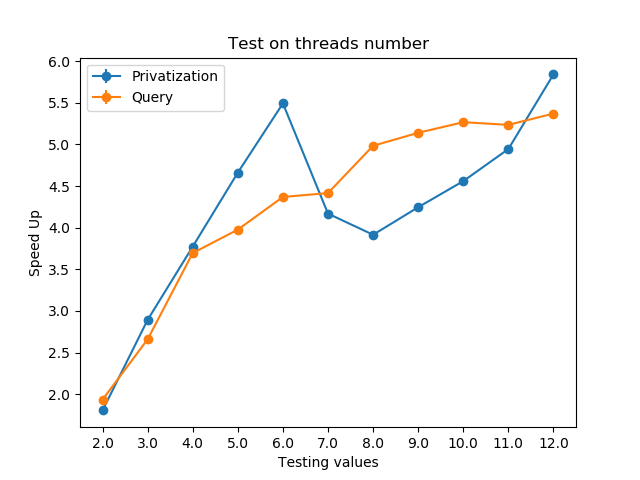 Test on threads number
Privatization
Query
Speed Up
6.0
5.5
5.0
4.5
4.0
3.5
3.0
2.5
2.0
2.0 3.0 4.0 5.0 6.0 7.0 8.0 9.0 10.0 11.0 12.0
Testing values